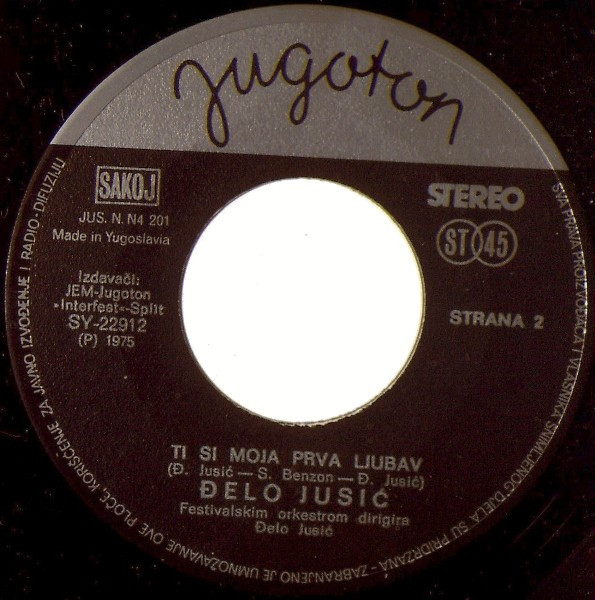 jugoton
SAKOJ
JUS. N. N4 201
Made in Yugoslavia
Izdavači:
JEM-Jugoton
»Interfest«-Split
SY-22912
(P) 1975
STEREO
ST 45
STRANA 2
TI SI MOJA PRVA LJUBAV
(Đ. Jusić — S. Benzon — Đ. Jusić)
ĐELO JUSIĆ
Festivalskim orkestrom dirigira
Đelo Jusić
SVA PRAVA PROIZVOĐAČA I VLASNIKA SNIMLJENOG DJELA SU PRIDRŽANA - ZABRANJENO JE UMNOŽAVANJE OVE PLOČE, KORIŠĆENJE ZA JAVNO IZVOĐENJE I RADIO-DIFUZIJU